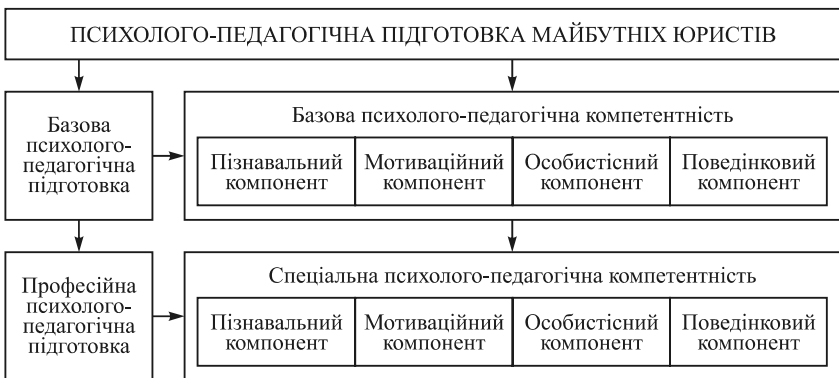 ПСИХОЛОГО-ПЕДАГОГІЧНА ПІДГОТОВКА МАЙБУТНІХ ЮРИСТІВ
Базова
психолого-
педагогічна
підготовка
Базова психолого-педагогічна компетентність
Пізнавальний
компонент
Мотиваційний
компонент
Особистісний
компонент
Поведінковий
компонент
Професійна
психолого-
педагогічна
підготовка
Спеціальна психолого-педагогічна компетентність
Пізнавальний
компонент
Мотиваційний
компонент
Особистісний
компонент
Поведінковий
компонент